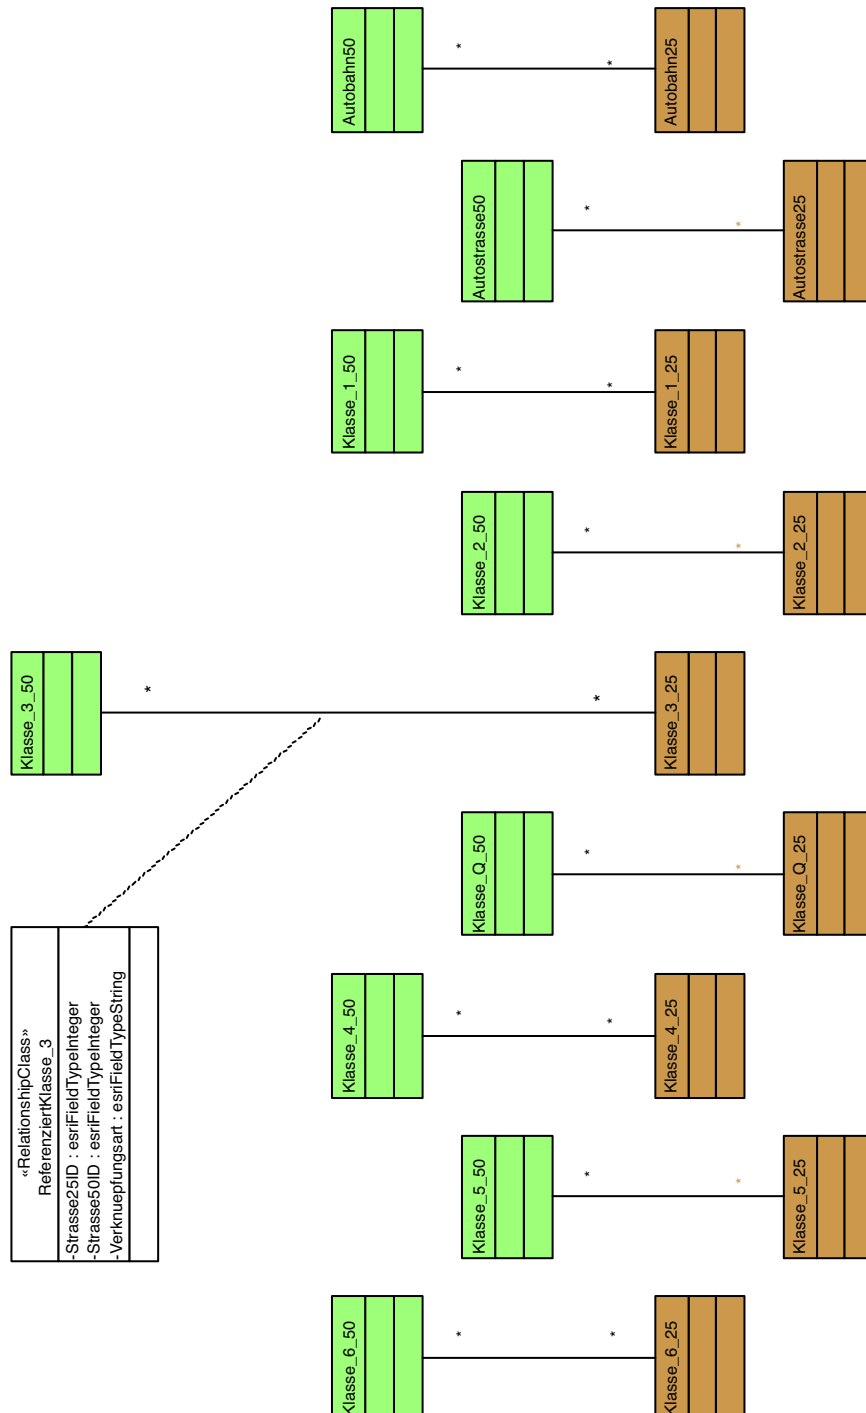 «RelationshipClass»
ReferenziertKlasse_3
-Strasse25ID : esriFieldTypeInteger
-Strasse50ID : esriFieldTypeInteger
-Verknuepfungsart : esriFieldTypeString
Klasse_3_50
*
Klasse_6_50
Klasse_4_50
Klasse_1_50
Autobahn50
*
*
*
*
Klasse_5_50
Klasse_Q_50
Klasse_2_50
Autostrasse50
*
*
*
*
*
*
*
*
*
Klasse_6_25
Klasse_4_25
Klasse_3_25
Klasse_1_25
Autobahn25
*
*
*
*
Klasse_5_25
Klasse_Q_25
Klasse_2_25
Autostrasse25